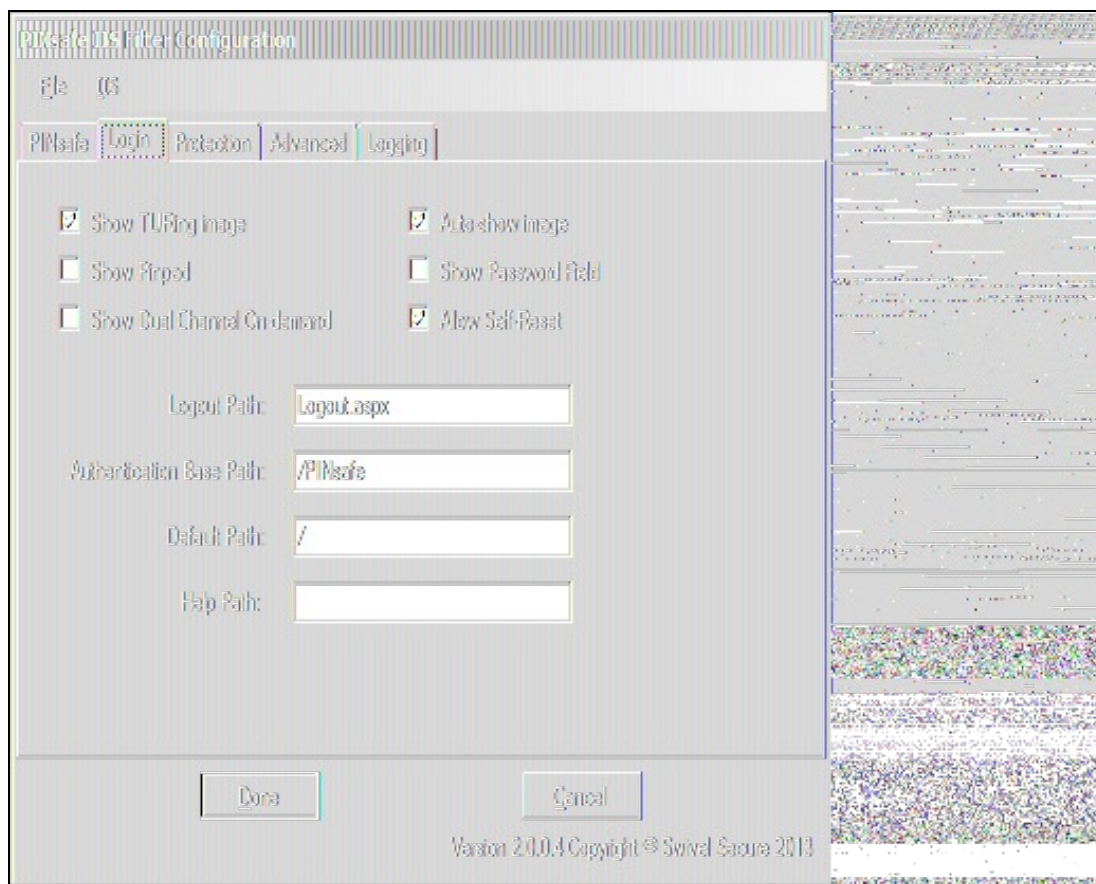 PINsafe IIS Filter Configuration
File IIS
PINsafe Login Protection Advanced Logging
Show TURing image Auto-show image
Show Pinpad Show Password Field
Show Dual Channel On-demand Allow Self-Reset
Logout Path: Logout.aspx
Authentication Base Path: /PINsafe
Default Path: /
Help Path:
Done Cancel
Version 2.0.0.4 Copyright © Swivel Secure 2013